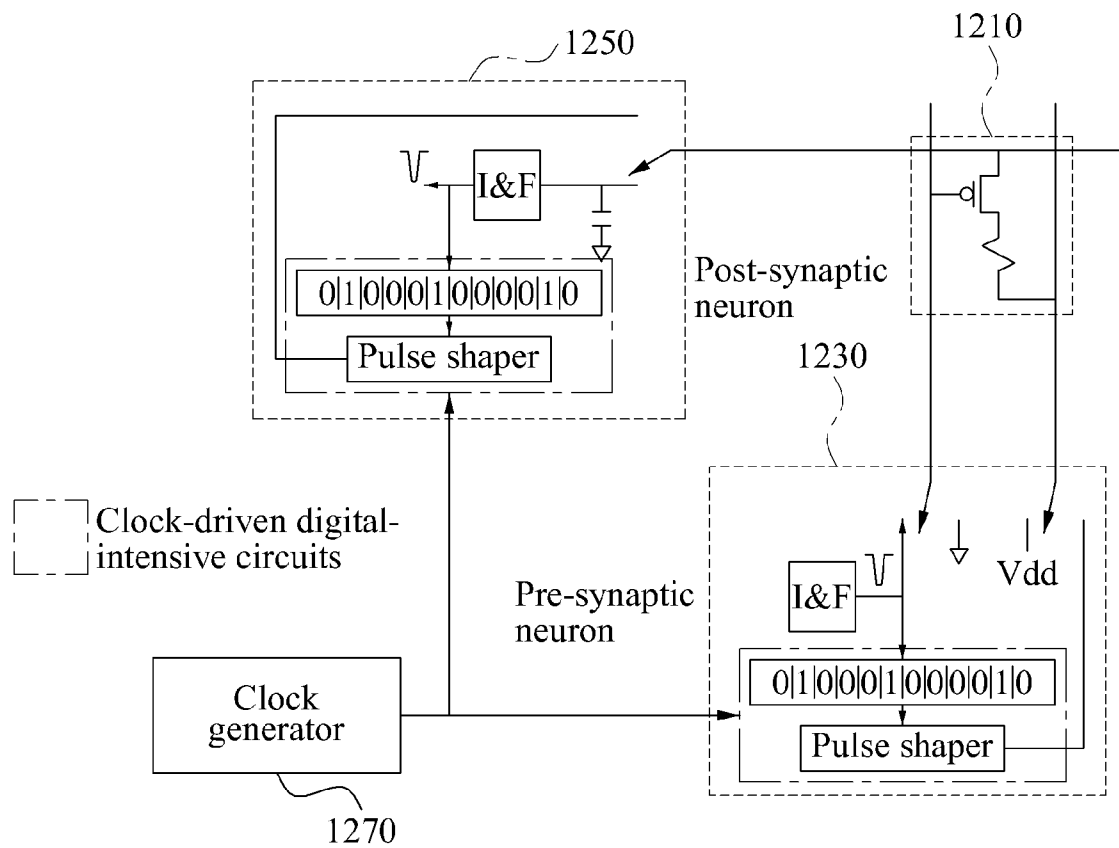 1250
1210
I&F
0|1|0|0|0|1|0|0|0|0|1|0
Pulse shaper
Post-synaptic
neuron
1230
Clock-driven digital-
intensive circuits
Vdd
Pre-synaptic
neuron
I&F
0|1|0|0|0|1|0|0|0|0|1|0
Pulse shaper
Clock
generator
1270